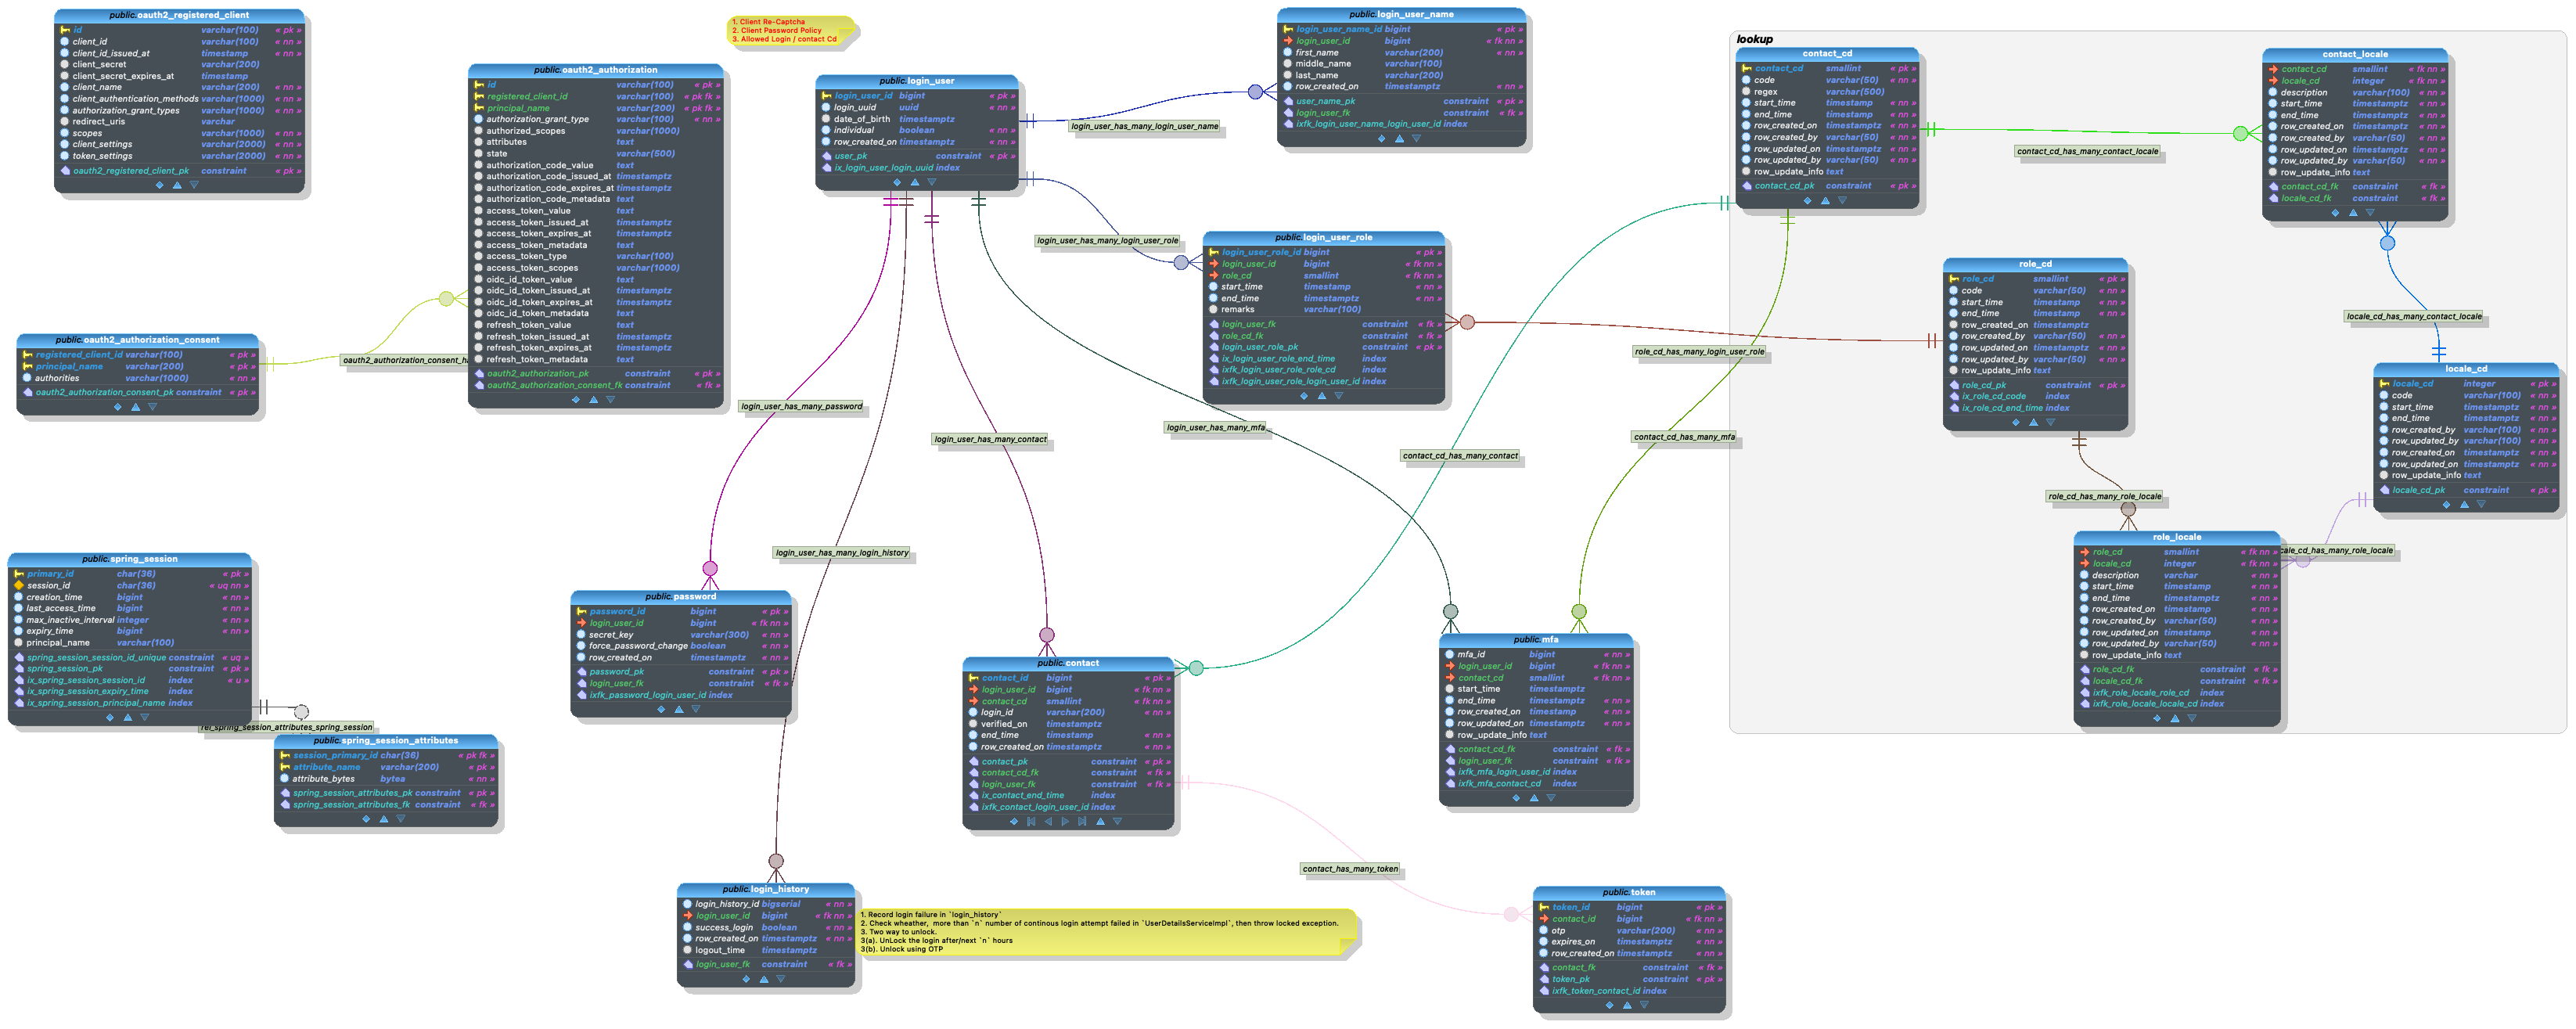 public.oauth2_registered_client
id varchar(100) « pk »
client_id varchar(100) « nn »
client_id_issued_at timestamp « nn »
client_secret varchar(200)
client_secret_expires_at timestamp
client_name varchar(200) « nn »
client_authentication_methods varchar(1000) « nn »
authorization_grant_types varchar(1000) « nn »
redirect_uris varchar
scopes varchar(1000) « nn »
client_settings varchar(2000) « nn »
token_settings varchar(2000) « nn »
oauth2_registered_client_pk constraint « pk »
public.oauth2_authorization
id varchar(100) « pk »
registered_client_id varchar(100) « pk fk »
principal_name varchar(200) « pk fk »
authorization_grant_type varchar(100) « nn »
authorized_scopes varchar(1000)
attributes text
state varchar(500)
authorization_code_value text
authorization_code_issued_at timestamptz
authorization_code_expires_at timestamptz
authorization_code_metadata text
access_token_value text
access_token_issued_at timestamptz
access_token_expires_at timestamptz
access_token_metadata text
access_token_type varchar(100)
access_token_scopes varchar(1000)
oidc_id_token_value text
oidc_id_token_issued_at timestamptz
oidc_id_token_expires_at timestamptz
oidc_id_token_metadata text
refresh_token_value text
refresh_token_issued_at timestamptz
refresh_token_expires_at timestamptz
refresh_token_metadata text
oauth2_authorization_pk constraint « pk »
oauth2_authorization_consent_fk constraint « fk »
public.oauth2_authorization_consent
registered_client_id varchar(100) « pk »
principal_name varchar(200) « pk »
authorities varchar(1000) « nn »
oauth2_authorization_consent_pk constraint « pk »
oauth2_authorization_consent_ha
1. Client Re-Captcha
2. Client Password Policy
3. Allowed Login / contact Cd
public.login_user
login_user_id bigint « pk »
login_uuid uuid « nn »
date_of_birth timestamptz
individual boolean « nn »
row_created_on timestamptz « nn »
user_pk constraint « pk »
ix_login_user_login_uuid index
public.login_user_name
login_user_name_id bigint « pk »
login_user_id bigint « fk nn »
first_name varchar(200) « nn »
middle_name varchar(100)
last_name varchar(200)
row_created_on timestamptz « nn »
user_name_pk constraint « pk »
login_user_fk constraint « fk »
ixfk_login_user_name_login_user_id index
login_user_has_many_login_user_name
login_user_has_many_login_user_role
public.login_user_role
login_user_role_id bigint « pk »
login_user_id bigint « fk nn »
role_cd smallint « fk nn »
start_time timestamp « nn »
end_time timestamptz « nn »
remarks varchar(100)
login_user_fk constraint « fk »
role_cd_fk constraint « fk »
login_user_role_pk constraint « pk »
ix_login_user_role_end_time index
ixfk_login_user_role_role_cd index
ixfk_login_user_role_login_user_id index
lookup
contact_cd
contact_cd smallint « pk »
code varchar(50) « nn »
regex varchar(500)
start_time timestamp « nn »
end_time timestamp « nn »
row_created_on timestamptz « nn »
row_created_by varchar(50) « nn »
row_updated_on timestamptz « nn »
row_updated_by varchar(50) « nn »
row_update_info text
contact_cd_pk constraint « pk »
contact_cd_has_many_contact_locale
contact_locale
contact_cd smallint « fk nn »
locale_cd integer « fk nn »
description varchar(100) « nn »
start_time timestamptz « nn »
end_time timestamptz « nn »
row_created_on timestamptz « nn »
row_created_by varchar(50) « nn »
row_updated_on timestamptz « nn »
row_updated_by varchar(50) « nn »
row_update_info text
contact_cd_fk constraint « fk »
locale_cd_fk constraint « fk »
locale_cd_has_many_contact_locale
role_cd
role_cd smallint « pk »
code varchar(50) « nn »
start_time timestamp « nn »
end_time timestamp « nn »
row_created_on timestamptz
row_created_by varchar(50) « nn »
row_updated_on timestamptz « nn »
row_updated_by varchar(50) « nn »
row_update_info text
role_cd_pk constraint « pk »
ix_role_cd_code index
ix_role_cd_end_time index
role_cd_has_many_login_user_role
locale_cd
locale_cd integer « pk »
code varchar(100) « nn »
start_time timestamptz « nn »
end_time timestamptz « nn »
row_created_by varchar(100) « nn »
row_updated_by varchar(100) « nn »
row_created_on timestamptz « nn »
row_updated_on timestamptz « nn »
row_update_info text
locale_cd_pk constraint « pk »
role_cd_has_many_role_locale
cale_cd_has_many_role_locale
role_locale
role_cd smallint « fk nn »
locale_cd integer « fk nn »
description varchar « nn »
start_time timestamp « nn »
end_time timestamptz « nn »
row_created_on timestamp « nn »
row_created_by varchar(50) « nn »
row_updated_on timestamp « nn »
row_updated_by varchar(50) « nn »
row_update_info text
role_cd_fk constraint « fk »
locale_cd_fk constraint « fk »
ixfk_role_locale_role_cd index
ixfk_role_locale_locale_cd index
login_user_has_many_password
login_user_has_many_contact
login_user_has_many_mfa
contact_cd_has_many_contact
contact_cd_has_many_mfa
login_user_has_many_login_history
public.spring_session
primary_id char(36) « pk »
session_id char(36) « uq nn »
creation_time bigint « nn »
last_access_time bigint « nn »
max_inactive_interval integer « nn »
expiry_time bigint « nn »
principal_name varchar(100)
spring_session_session_id_unique constraint « uq »
spring_session_pk constraint « pk »
ix_spring_session_session_id index « u »
ix_spring_session_expiry_time index
ix_spring_session_principal_name index
rel_spring_session_attributes_spring_session
public.spring_session_attributes
session_primary_id char(36) « pk fk »
attribute_name varchar(200) « pk »
attribute_bytes bytea « nn »
spring_session_attributes_pk constraint « pk »
spring_session_attributes_fk constraint « fk »
public.password
password_id bigint « pk »
login_user_id bigint « fk nn »
secret_key varchar(300) « nn »
force_password_change boolean « nn »
row_created_on timestamptz « nn »
password_pk constraint « pk »
login_user_fk constraint « fk »
ixfk_password_login_user_id index
public.contact
contact_id bigint « pk »
login_user_id bigint « fk nn »
contact_cd smallint « fk nn »
login_id varchar(200) « nn »
verified_on timestamptz
end_time timestamp « nn »
row_created_on timestamptz « nn »
contact_pk constraint « pk »
contact_cd_fk constraint « fk »
login_user_fk constraint « fk »
ix_contact_end_time index
ixfk_contact_login_user_id index
public.mfa
mfa_id bigint « nn »
login_user_id bigint « fk nn »
contact_cd smallint « fk nn »
start_time timestamptz
end_time timestamptz « nn »
row_created_on timestamp « nn »
row_updated_on timestamptz « nn »
row_update_info text
contact_cd_fk constraint « fk »
login_user_fk constraint « fk »
ixfk_mfa_login_user_id index
ixfk_mfa_contact_cd index
contact_has_many_token
public.login_history
login_history_id bigserial « nn »
login_user_id bigint « fk nn »
success_login boolean « nn »
row_created_on timestamptz « nn »
logout_time timestamptz
login_user_fk constraint « fk »
1. Record login failure in `login_history`
2. Check wheather, more than `n` number of continous login attempt failed in `UserDetailsServiceImpl`, then throw locked exception.
3. Two way to unlock.
3(a). UnLock the login after/next `n` hours
3(b). Unlock using OTP
public.token
token_id bigint « pk »
contact_id bigint « fk nn »
otp varchar(200) « nn »
expires_on timestamptz « nn »
row_created_on timestamptz « nn »
contact_fk constraint « fk »
token_pk constraint « pk »
ixfk_token_contact_id index